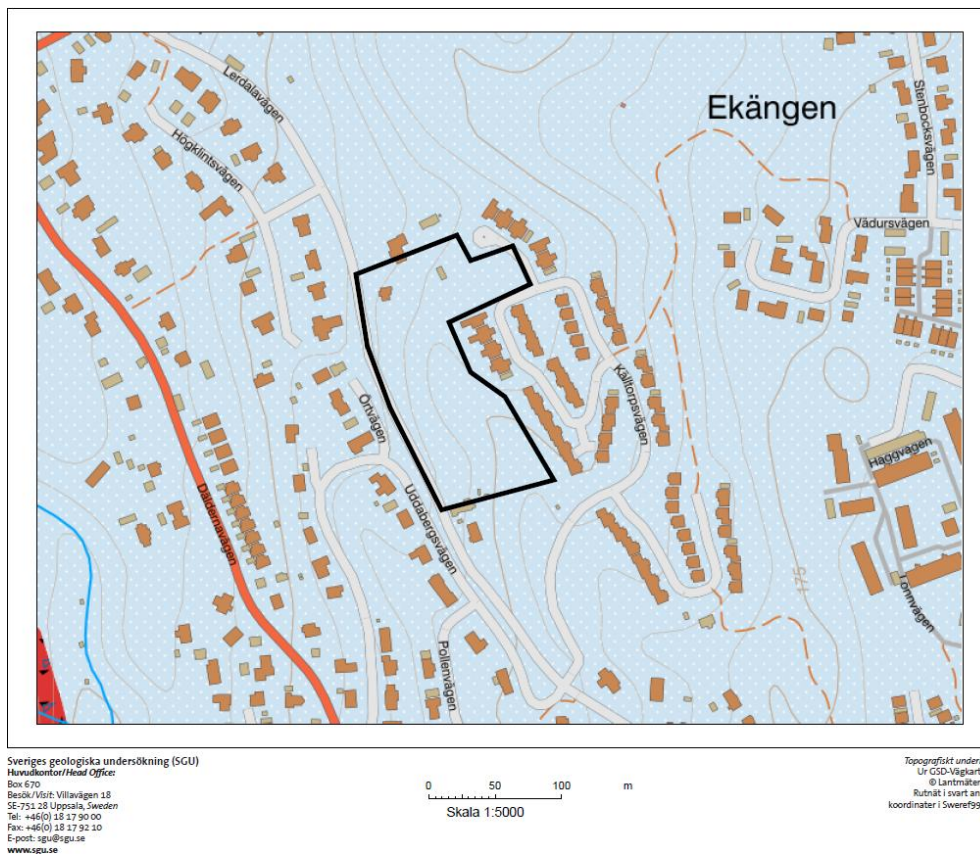 Ekängen
Lerdalavägen
Högklintsvägen
Stenbocksvägen
Vädursvägen
Källtorpsvägen
Örtvägen
Uddabergsvägen
Däldernavägen
Haggvägen
Tonnvägen
Pollenvägen
175
Sveriges geologiska undersökning (SGU)
Huvudkontor/Head Office:
Box 670
Besök/Visit: Villavägen 18
SE-751 28 Uppsala, Sweden
Tel: +46(0) 18 17 90 00
Fax: +46(0) 18 17 92 10
E-post: sgu@sgu.se
www.sgu.se
0 50 100 m
Skala 1:5000
Topografiskt under
Ur GSD-Vägkart
© Lantmäter
Rutnät i svart an
koordinater i Sweref99